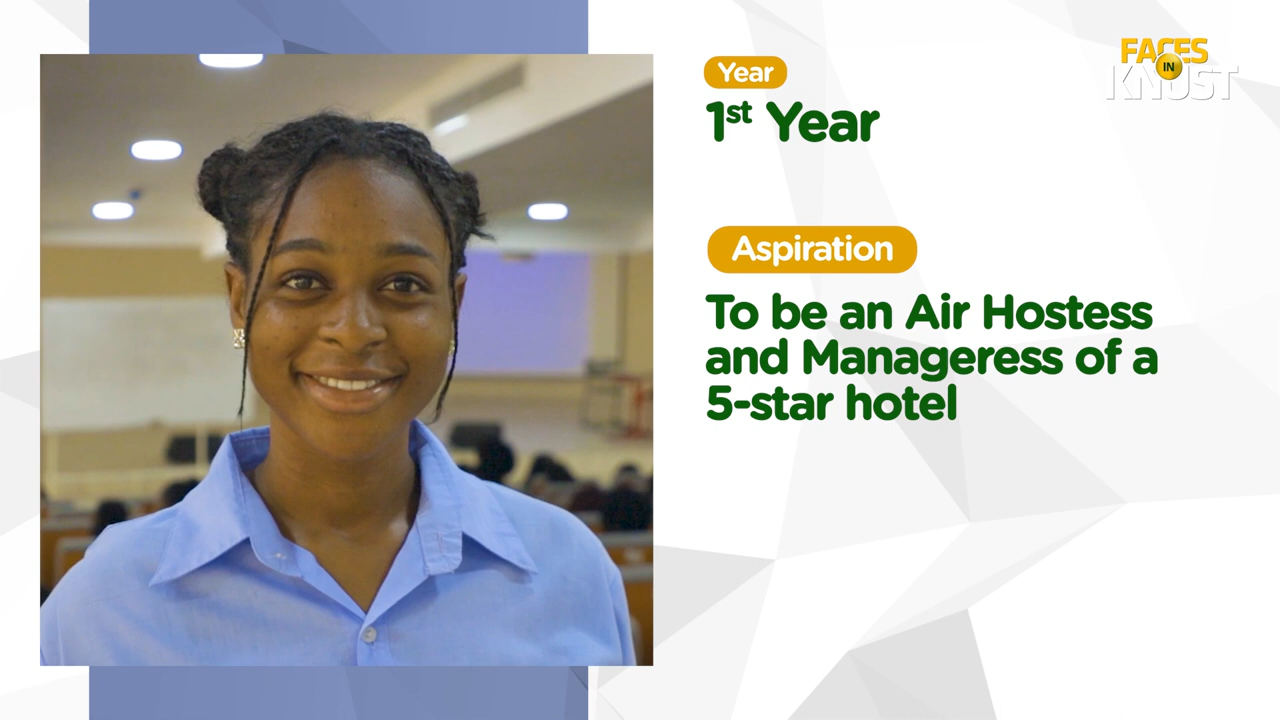 FACES
IN
KNUST
Year
1st Year
Aspiration
To be an Air Hostess
and Manageress of a
5-star hotel